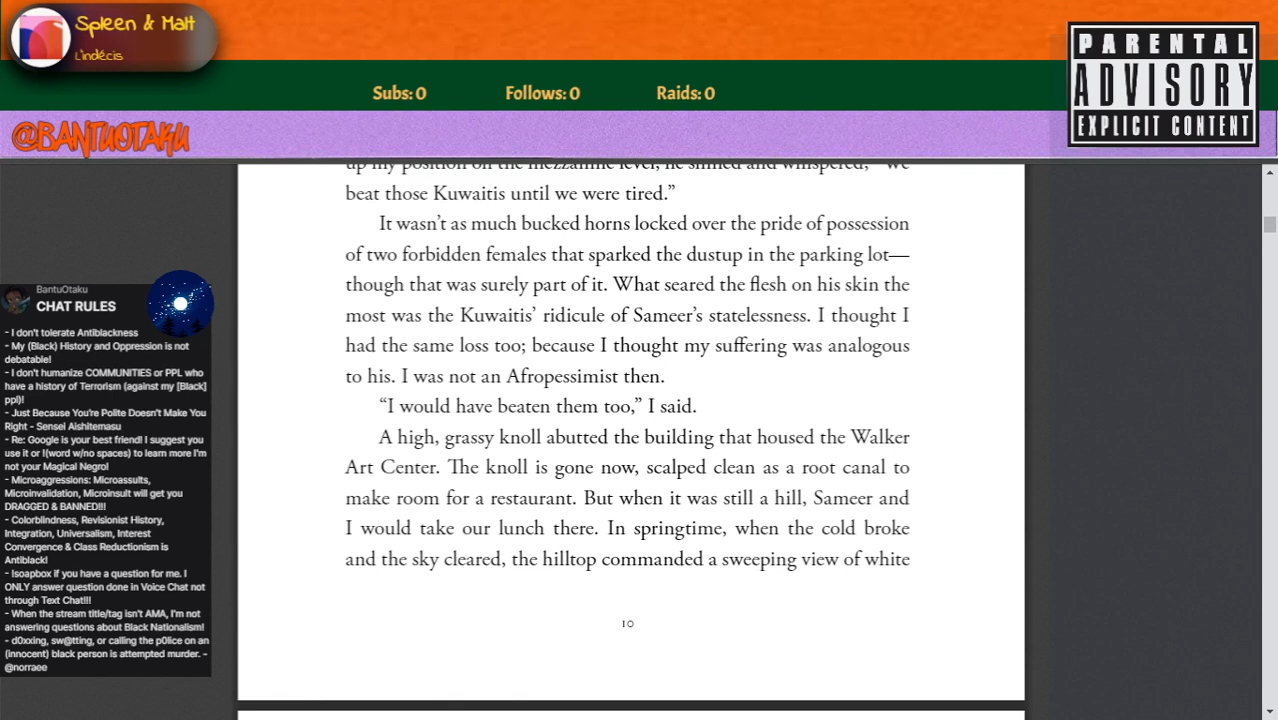 Spleen & Malt
L'indécis
Subs: 0
Follows: 0
Raids: 0
PARENTAL
ADVISORY
EXPLICIT CONTENT
@BANTUOTAKU
BantuOtaku
CHAT RULES
- I don't tolerate Antiblackness
- My (Black) History and Oppression is not
debatable!
- I don't humanize COMMUNITIES or PPL who
have a history of Terrorism (against my [Black]
ppl)!
- Just Because You're Polite Doesn't Make You
Right - Sensei Aishitemasu
- Re: Google is your best friend! I suggest you
use it or !(word w/no spaces) to learn more I'm
not your Magical Negro!
- Microaggressions: Microassults,
Microinvalidation, Microinsult will get you
DRAGGED & BANNED!!!
- Colorblindness, Revisionist History,
Integration, Universalism, Interest
Convergence & Class Reductionism is
Antiblack!
- !soapbox if you have a question for me. I
ONLY answer question done in Voice Chat not
through Text Chat!!!
- When the stream title/tag isn't AMA, I'm not
answering questions about Black Nationalism!
- d0xxing, sw@tting, or calling the p0lice on an
(innocent) black person is attempted murder. -
@norraee
up my position on the mezzanine level, he smiled and whispered, "We
beat those Kuwaitis until we were tired."
It wasn't as much bucked horns locked over the pride of possession
of two forbidden females that sparked the dustup in the parking lot—
though that was surely part of it. What seared the flesh on his skin the
most was the Kuwaitis' ridicule of Sameer's statelessness. I thought I
had the same loss too; because I thought my suffering was analogous
to his. I was not an Afropessimist then.
"I would have beaten them too," I said.
A high, grassy knoll abutted the building that housed the Walker
Art Center. The knoll is gone now, scalped clean as a root canal to
make room for a restaurant. But when it was still a hill, Sameer and
I would take our lunch there. In springtime, when the cold broke
and the sky cleared, the hilltop commanded a sweeping view of white
10